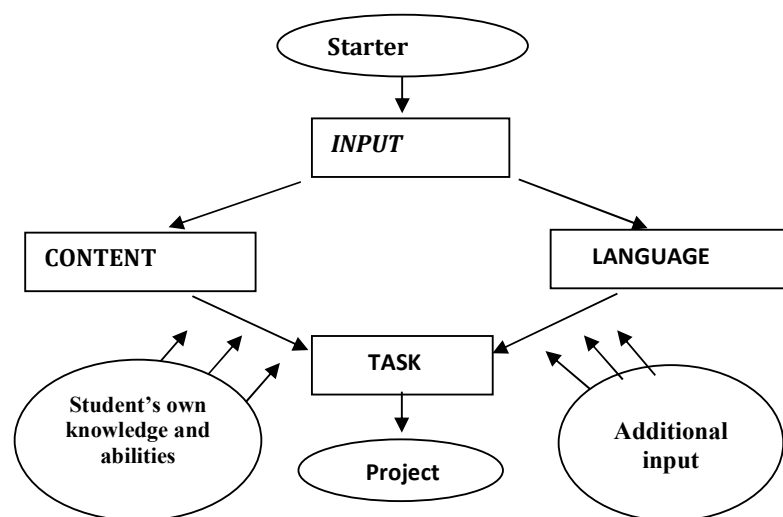 Starter
INPUT
CONTENT
LANGUAGE
TASK
Student’s own
knowledge and
abilities
Additional
input
Project